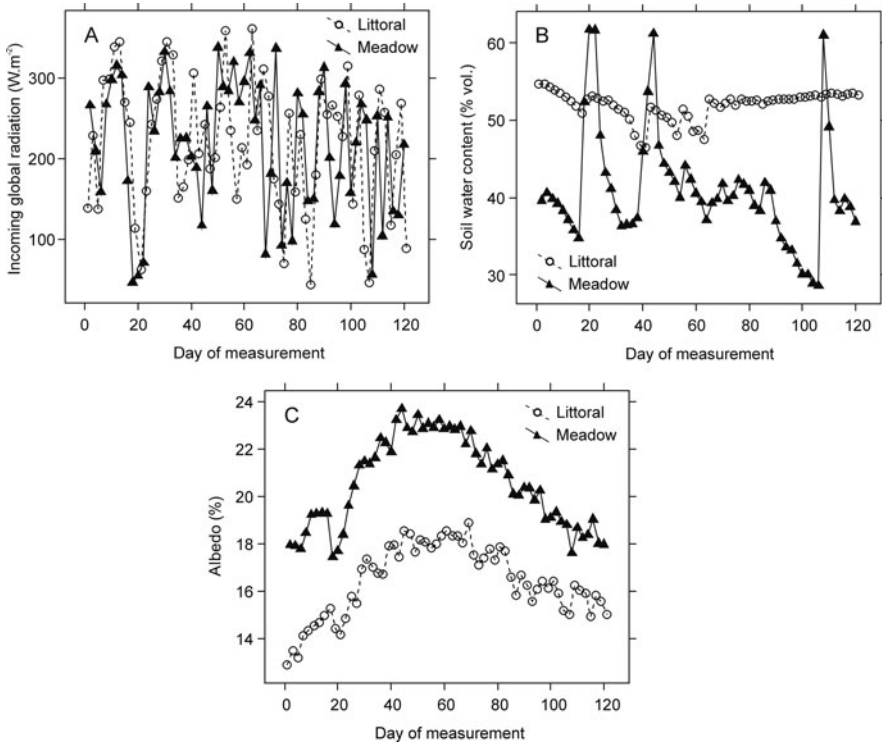 A
Littoral
Meadow
Incoming global radiation (W.m-²)
300
200
100
0 20 40 60 80 100 120
Day of measurement
B
Soil water content (% vol.)
60
50
40
30
Littoral
Meadow
0 20 40 60 80 100 120
Day of measurement
C
Littoral
Meadow
Albedo (%)
24
22
20
18
16
14
0 20 40 60 80 100 120
Day of measurement